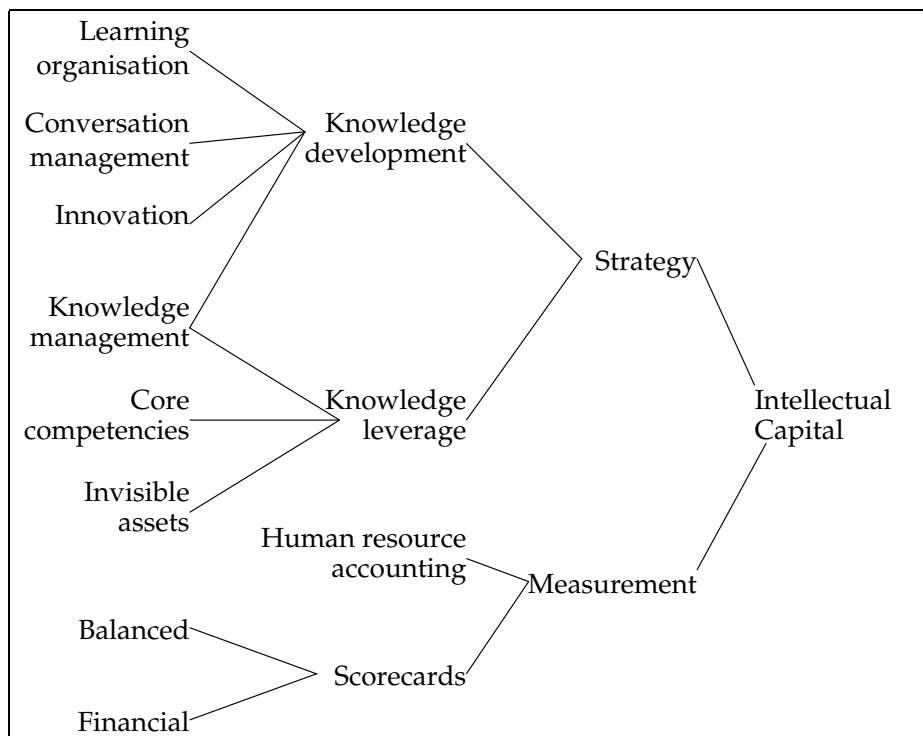 Learning
organisation
Conversation
management
Innovation
Knowledge
management
Core
competencies
Invisible
assets
Balanced
Financial
Knowledge
development
Knowledge
leverage
Human resource
accounting
Scorecards
Strategy
Measurement
Intellectual
Capital